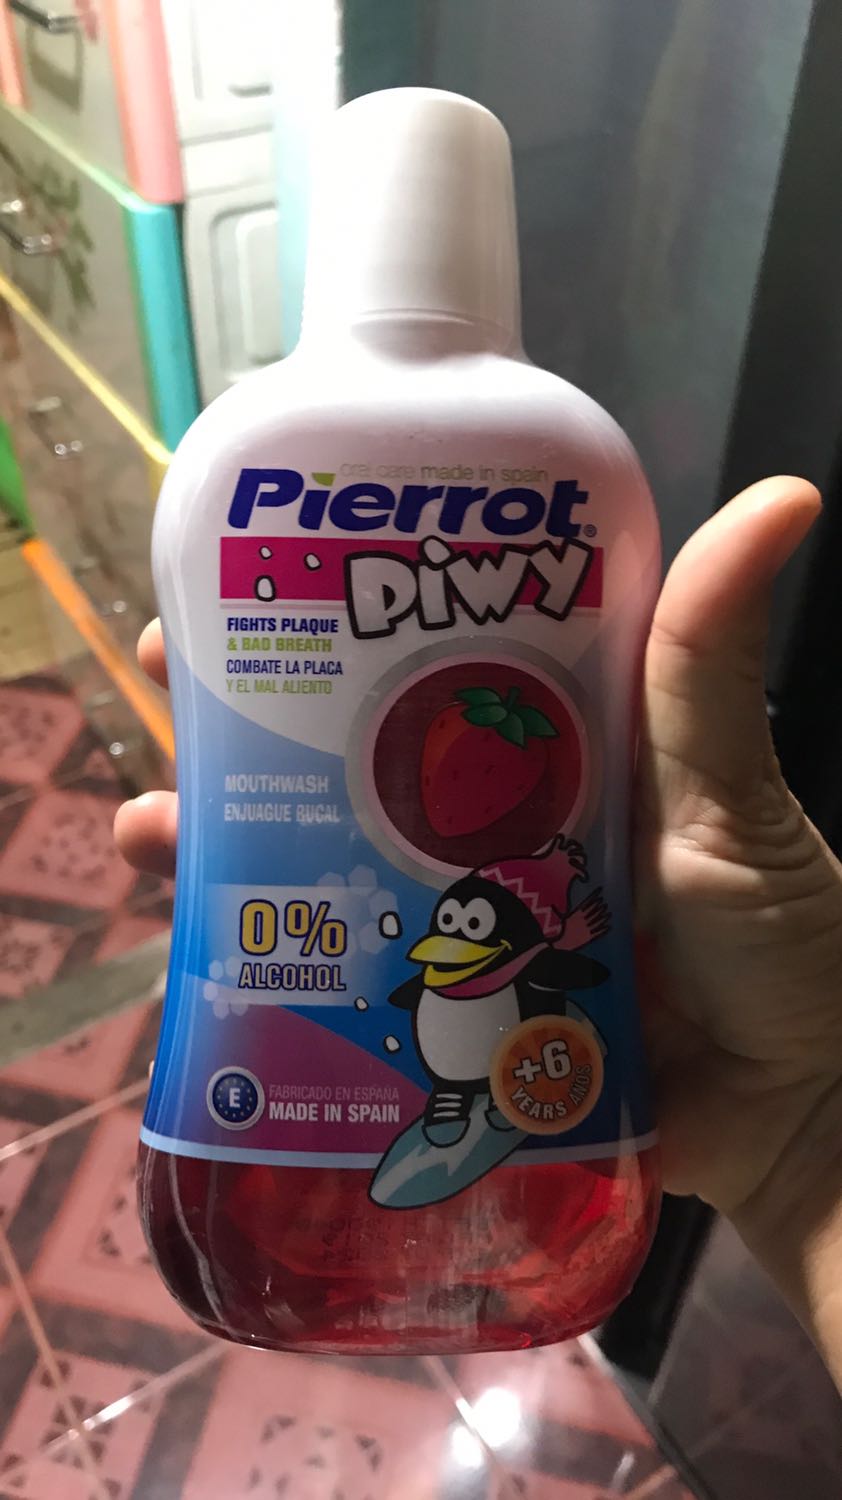 oral care made in spain
Pierrot®
piwy
FIGHTS PLAQUE
& BAD BREATH
COMBATE LA PLACA
Y EL MAL ALIENTO
MOUTHWASH
ENJUAGUE BUCAL
0%
ALCOHOL
+6
YEARS AÑOS
E
FABRICADO EN ESPAÑA
MADE IN SPAIN